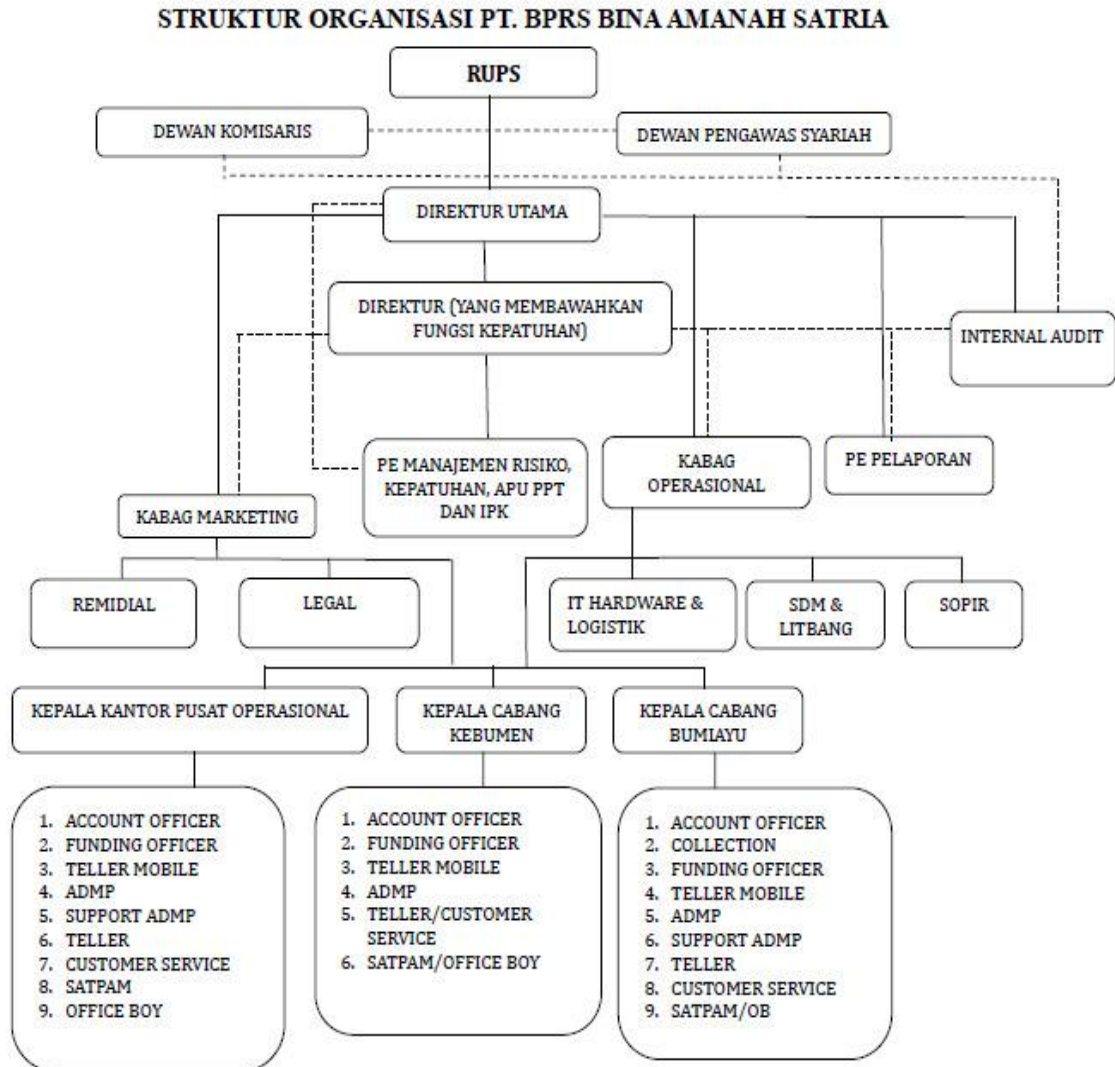 STRUKTUR ORGANISASI PT. BPRS BINA AMANAH SATRIA
RUPS
DEWAN KOMISARIS
DEWAN PENGAWAS SYARIAH
DIREKTUR UTAMA
DIREKTUR (YANG MEMBAWAHKAN
FUNGSI KEPATUHAN)
INTERNAL AUDIT
PE MANAJEMEN RISIKO,
KEPATUHAN, APU PPT
DAN IPK
KABAG
OPERASIONAL
PE PELAPORAN
KABAG MARKETING
REMIDIAL
LEGAL
IT HARDWARE &
LOGISTIK
SDM &
LITBANG
SOPIR
KEPALA KANTOR PUSAT OPERASIONAL
KEPALA CABANG
KEBUMEN
KEPALA CABANG
BUMIAYU
1. ACCOUNT OFFICER
2. FUNDING OFFICER
3. TELLER MOBILE
4. ADMP
5. SUPPORT ADMP
6. TELLER
7. CUSTOMER SERVICE
8. SATPAM
9. OFFICE BOY
1. ACCOUNT OFFICER
2. FUNDING OFFICER
3. TELLER MOBILE
4. ADMP
5. TELLER/CUSTOMER
SERVICE
6. SATPAM/OFFICE BOY
1. ACCOUNT OFFICER
2. COLLECTION
3. FUNDING OFFICER
4. TELLER MOBILE
5. ADMP
6. SUPPORT ADMP
7. TELLER
8. CUSTOMER SERVICE
9. SATPAM/OB